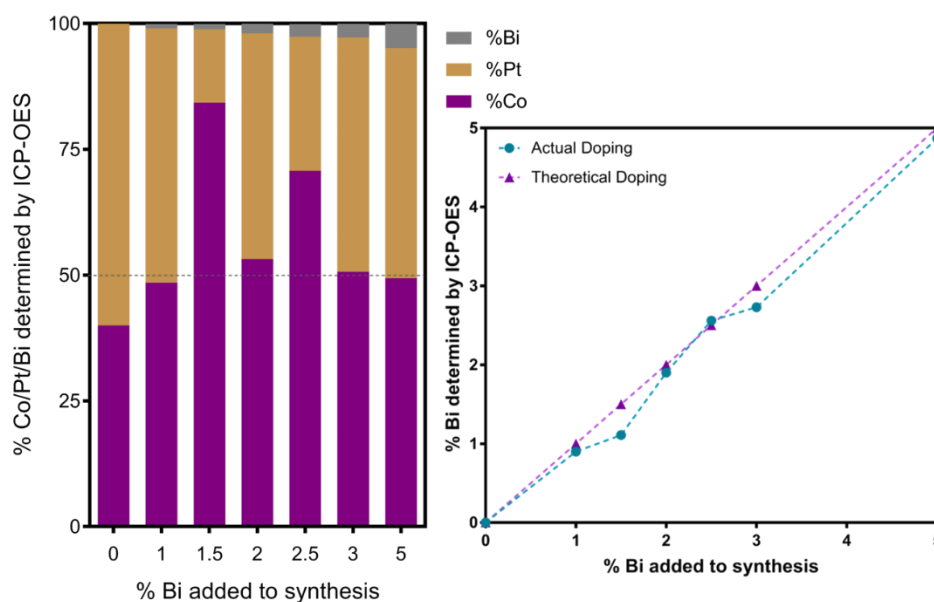 % Co/Pt/Bi determined by ICP-OES
100
75
50
25
0
0 1 1.5 2 2.5 3 5
% Bi added to synthesis
%Bi
%Pt
%Co
% Bi determined by ICP-OES
5
4
3
2
1
0
Actual Doping
Theoretical Doping
0 1 2 3 4
% Bi added to synthesis